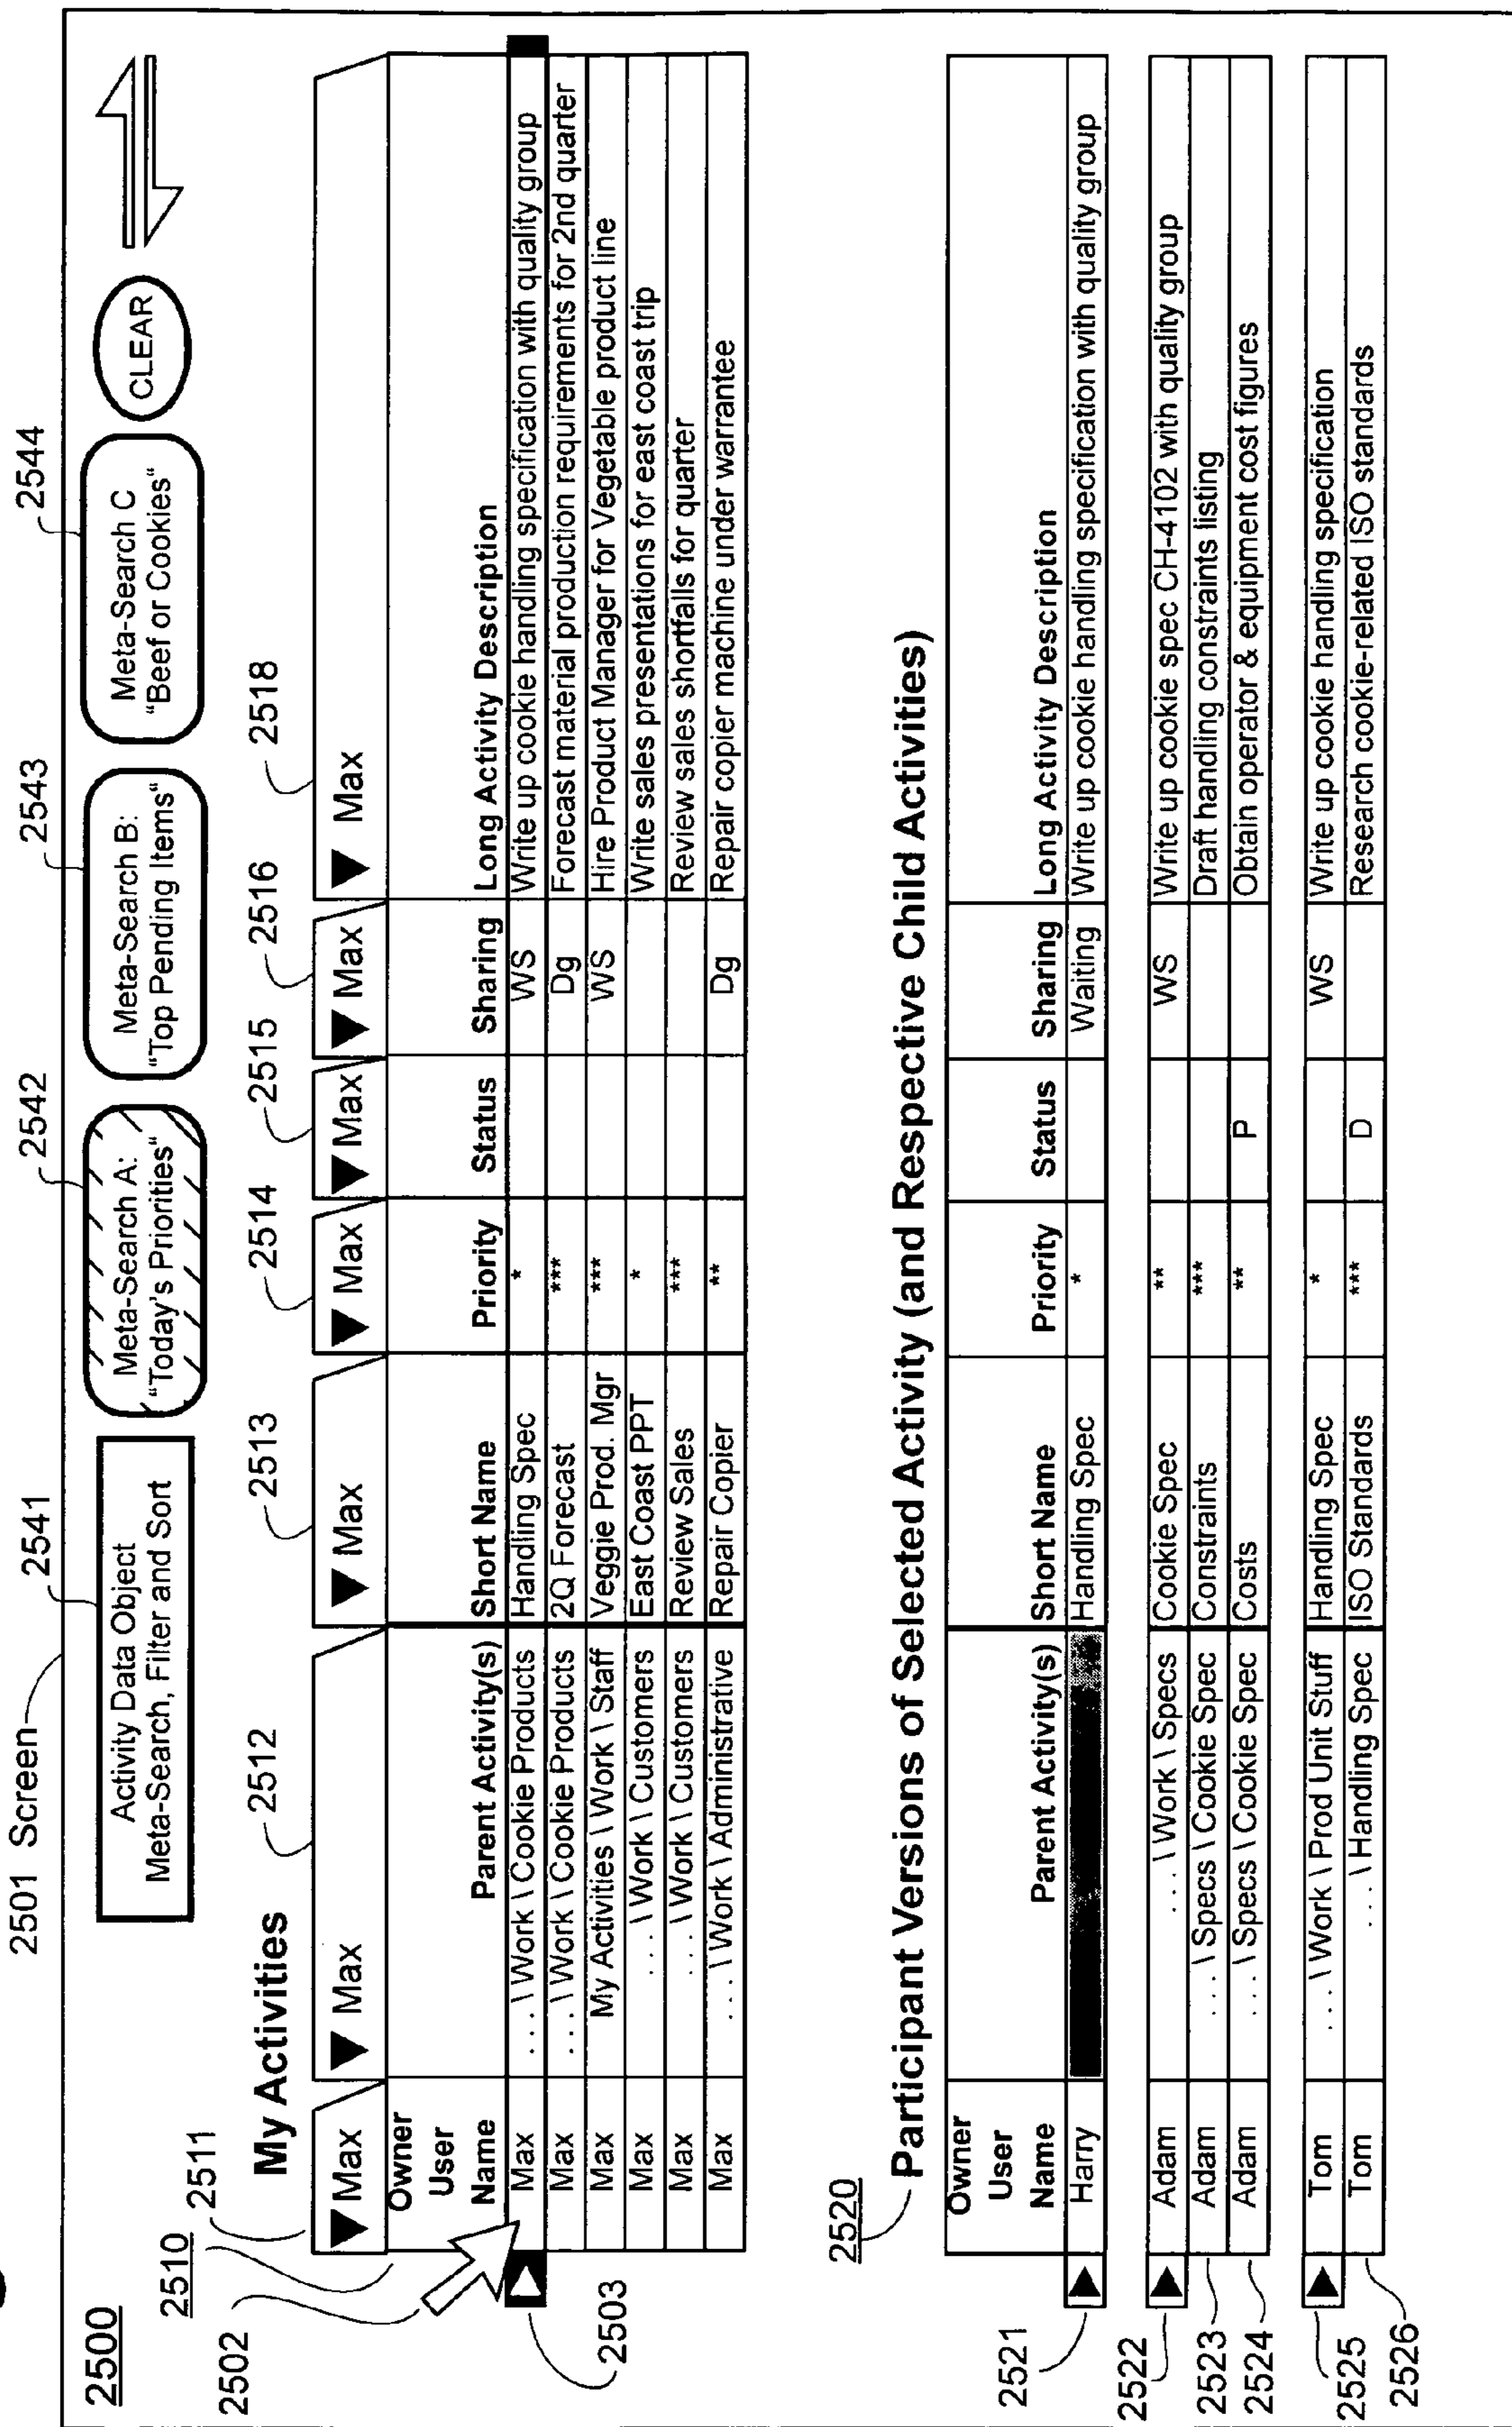 2501 Screen
2500
2541
2542
2543
2544
Activity Data Object
Meta-Search, Filter and Sort
Meta-Search A:
"Today's Priorities"
Meta-Search B:
"Top Pending Items"
Meta-Search C
"Beef or Cookies"
CLEAR
2510
2511
2512
2513
2514
2515
2516
2518
2502
My Activities
▼ Max ▼ Max ▼ Max ▼ Max ▼ Max ▼ Max ▼ Max
Owner User Name Parent Activity(s) Short Name Priority Status Sharing Long Activity Description
Max ... \ Work \ Cookie Products Handling Spec * WS Write up cookie handling specification with quality group
Max ... \ Work \ Cookie Products 2Q Forecast *** Dg Forecast material production requirements for 2nd quarter
Max My Activities \ Work \ Staff Veggie Prod. Mgr *** WS Hire Product Manager for Vegetable product line
Max ... \ Work \ Customers East Coast PPT * Write sales presentations for east coast trip
Max ... \ Work \ Customers Review Sales *** Review sales shortfalls for quarter
Max ... \ Work \ Administrative Repair Copier ** Dg Repair copier machine under warrantee
2503
2520
Participant Versions of Selected Activity (and Respective Child Activities)
Owner User Name Parent Activity(s) Short Name Priority Status Sharing Long Activity Description
2521 Harry Handling Spec * Waiting Write up cookie handling specification with quality group
2522 Adam ... \ Work \ Specs Cookie Spec ** WS Write up cookie spec CH-4102 with quality group
2523 Adam ... \ Specs \ Cookie Spec Constraints *** Draft handling constraints listing
2524 Adam ... \ Specs \ Cookie Spec Costs ** P Obtain operator & equipment cost figures
2525 Tom ... \ Work \ Prod Unit Stuff Handling Spec * WS Write up cookie handling specification
2526 Tom ... \ Handling Spec ISO Standards *** D Research cookie-related ISO standards